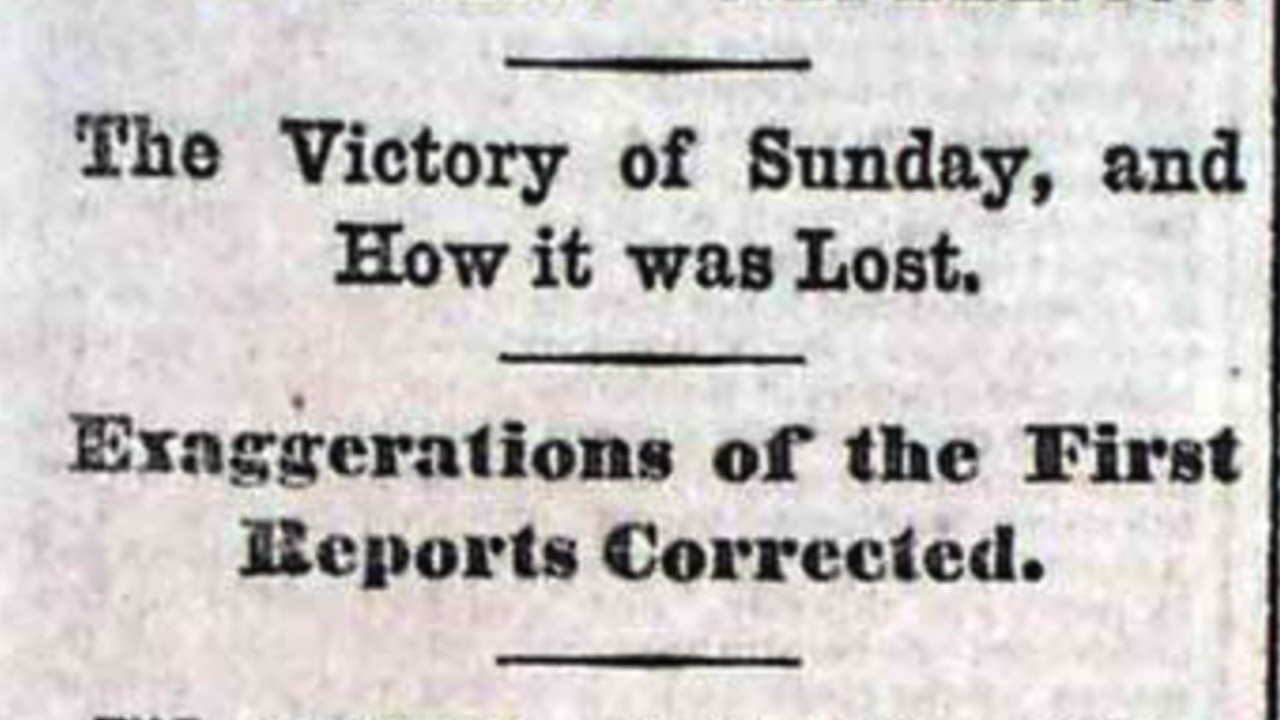 The Victory of Sunday, and
How it was Lost.
Exaggerations of the First
Reports Corrected.